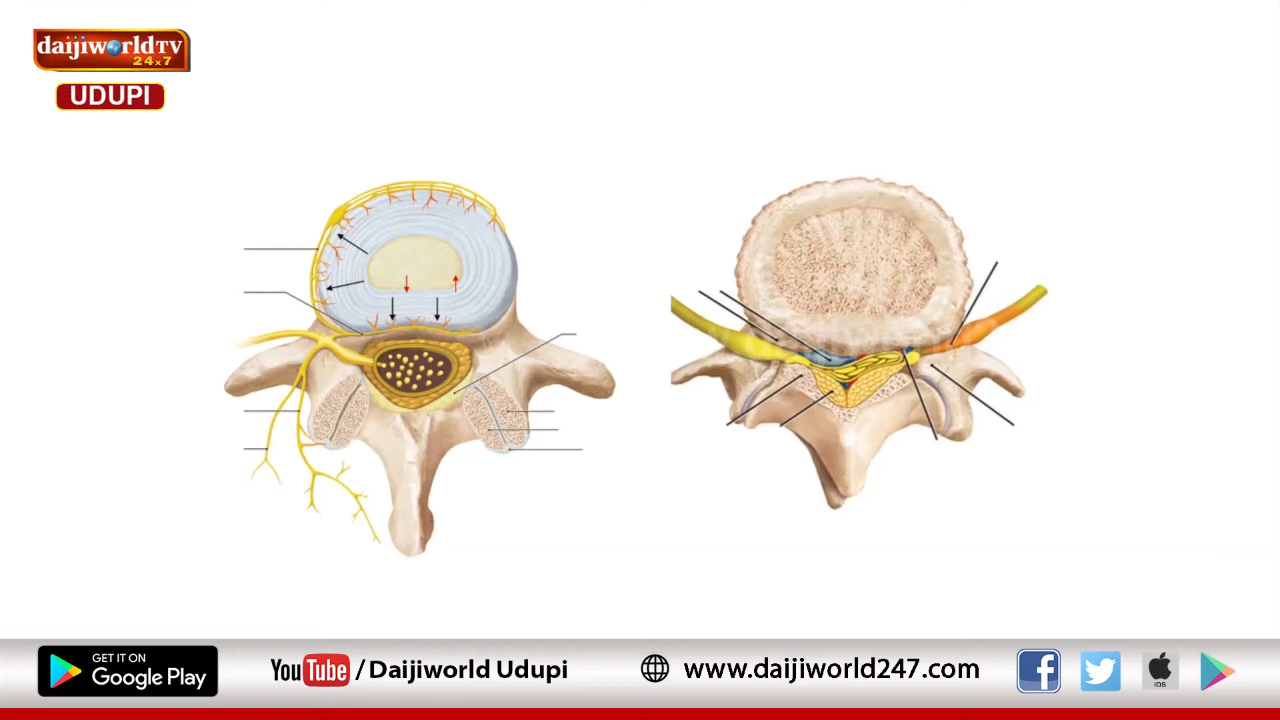 daijiworldTV
24x7
UDUPI
GET IT ON
Google Play
YouTube / Daijiworld Udupi
www.daijiworld247.com
iOS